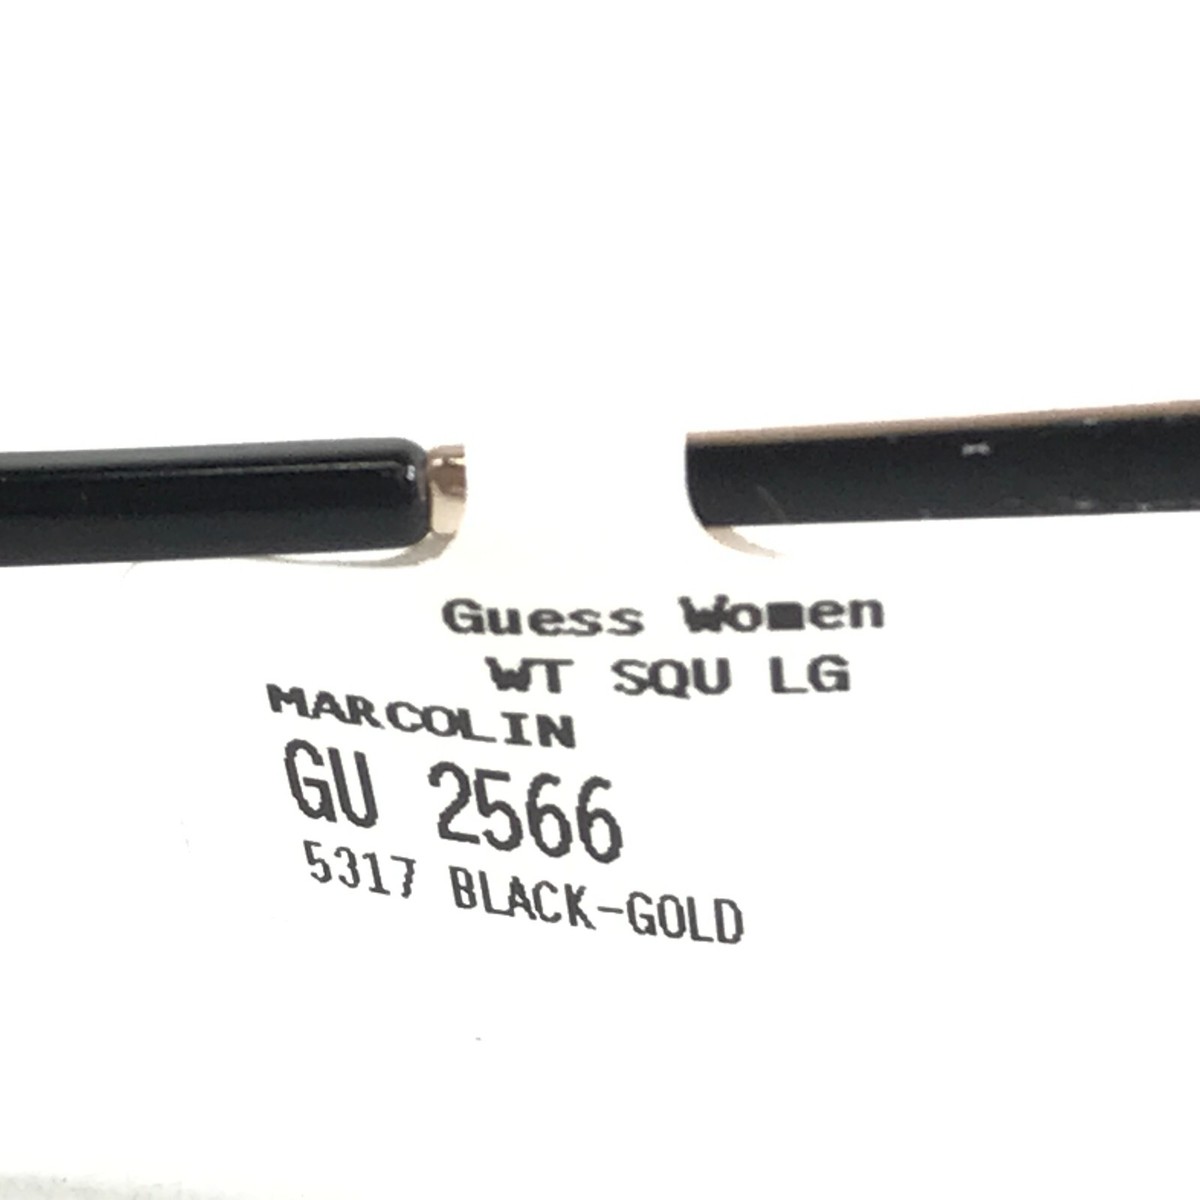 Guess Women
WT SQU LG
MARCOLIN
GU 2566
5317 BLACK-GOLD